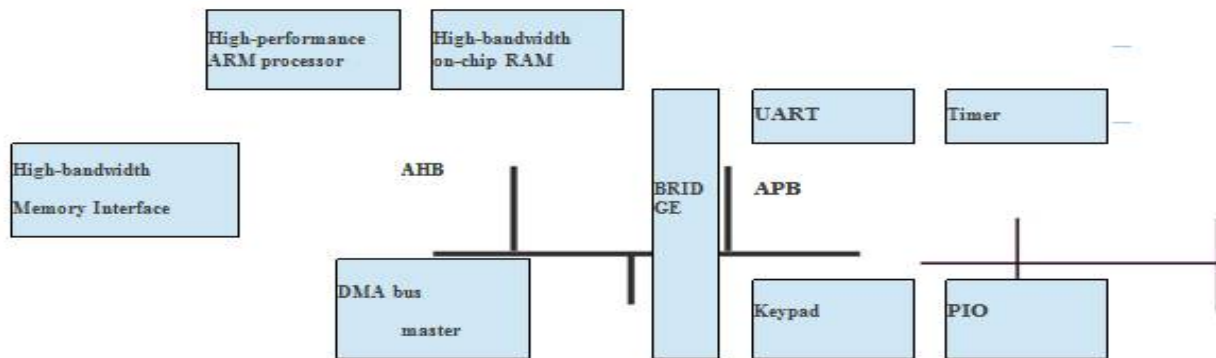 High-performance
ARM processor
High-bandwidth
on-chip RAM
UART
Timer
High-bandwidth
Memory Interface
AHB
BRID
GE
APB
DMA bus
master
Keypad
PIO